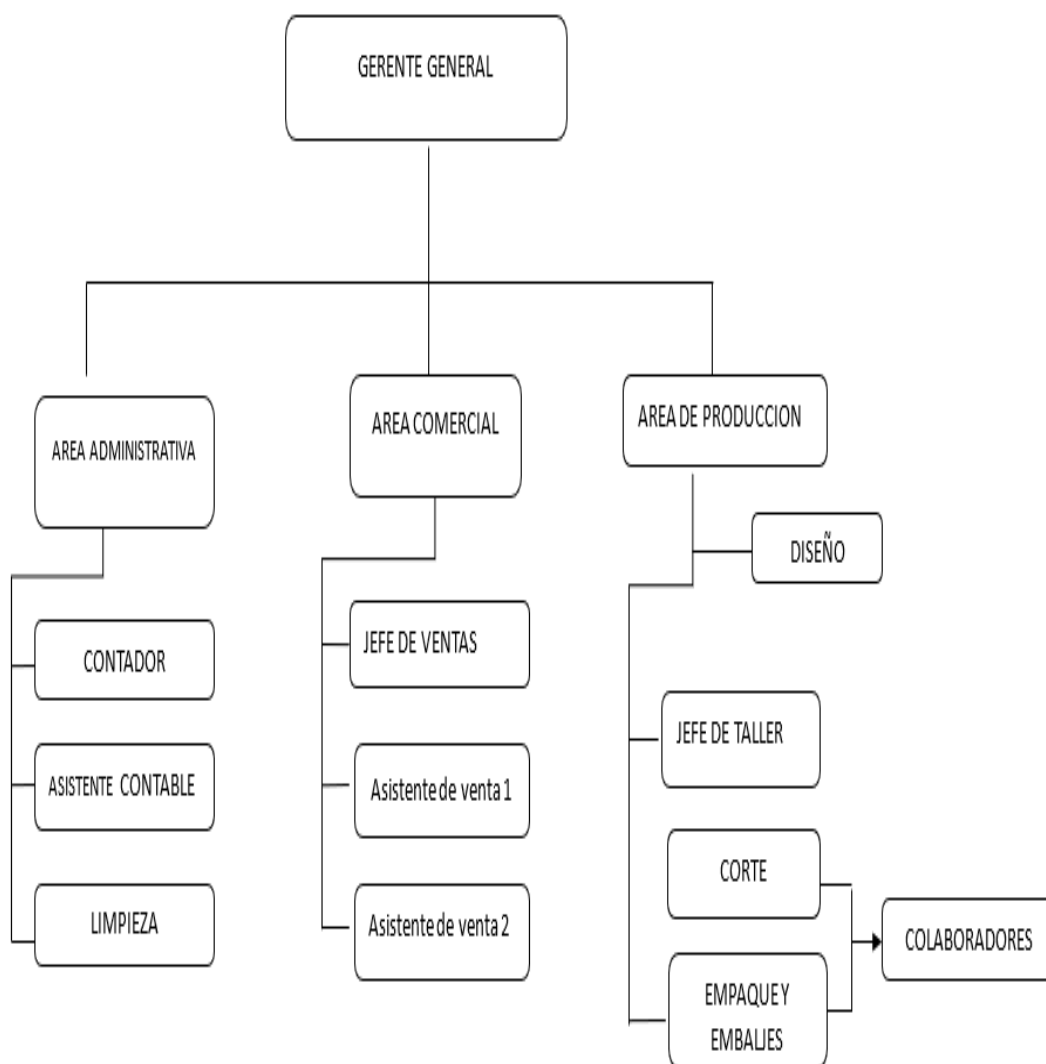 GERENTE GENERAL
AREA ADMINISTRATIVA
AREA COMERCIAL
AREA DE PRODUCCION
DISEÑO
CONTADOR
ASISTENTE CONTABLE
LIMPIEZA
JEFE DE VENTAS
Asistente de venta 1
Asistente de venta 2
JEFE DE TALLER
CORTE
EMPAQUE Y
EMBALJES
COLABORADORES